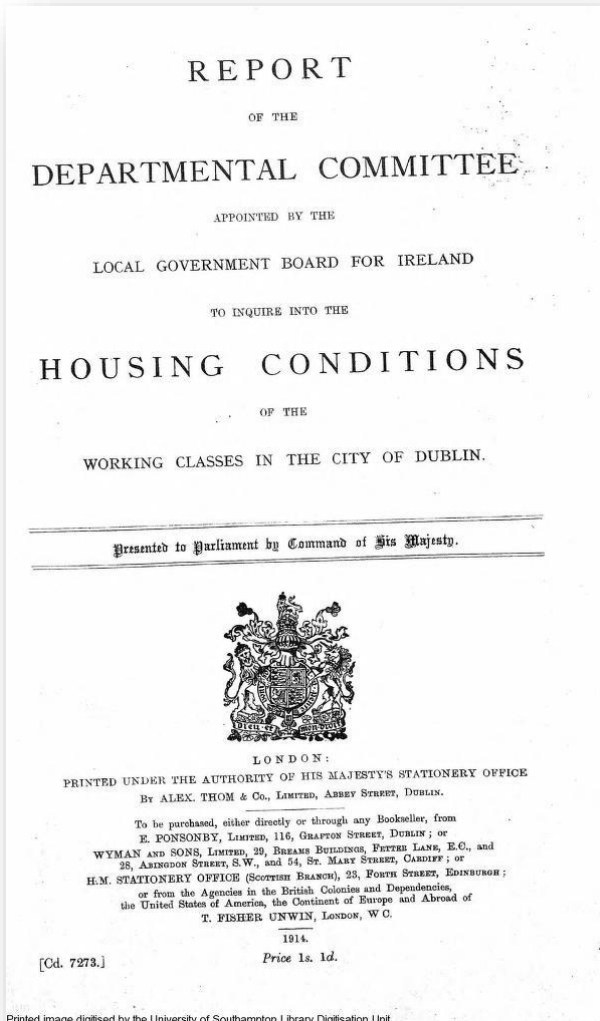 REPORT
OF THE
DEPARTMENTAL COMMITTEE
APPOINTED BY THE
LOCAL GOVERNMENT BOARD FOR IRELAND
TO INQUIRE INTO THE
HOUSING CONDITIONS
OF THE
WORKING CLASSES IN THE CITY OF DUBLIN.
Presented to Parliament by Command of His Majesty.
DIEU ET MON DROIT
LONDON:
PRINTED UNDER THE AUTHORITY OF HIS MAJESTY'S STATIONERY OFFICE
BY ALEX. THOM & Co., LIMITED, ABBEY STREET, DUBLIN.
To be purchased, either directly or through any Bookseller, from
E. PONSONBY, LIMITED, 116, GRAFTON STREET, DUBLIN; or
WYMAN AND SONS, LIMITED, 29, BREAMS BUILDINGS, FETTER LANE, E.C., and
28, ABINGDON STREET, S.W., and 54, ST. MARY STREET, CARDIFF; or
H.M. STATIONERY OFFICE (SCOTTISH BRANCH), 23, FORTH STREET, EDINBURGH;
or from the Agencies in the British Colonies and Dependencies,
the United States of America, the Continent of Europe and Abroad of
T. FISHER UNWIN, LONDON, W C.
1914.
[Cd. 7273.] Price 1s. 1d.
Printed image digitised by the University of Southampton Library Digitisation Unit